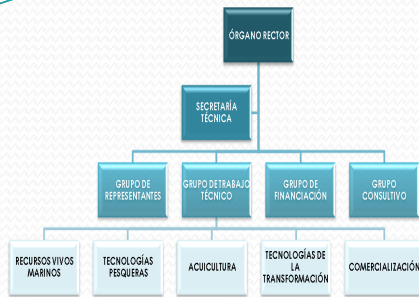 ÓRGANO RECTOR
SECRETARÍA
TÉCNICA
GRUPO DE
REPRESENTANTES
GRUPO DE TRABAJO
TÉCNICO
GRUPO DE
FINANCIACIÓN
GRUPO
CONSULTIVO
RECURSOS VIVOS
MARINOS
TECNOLOGÍAS
PESQUERAS
ACUICULTURA
TECNOLOGÍAS DE
LA
TRANSFORMACIÓN
COMERCIALIZACIÓN